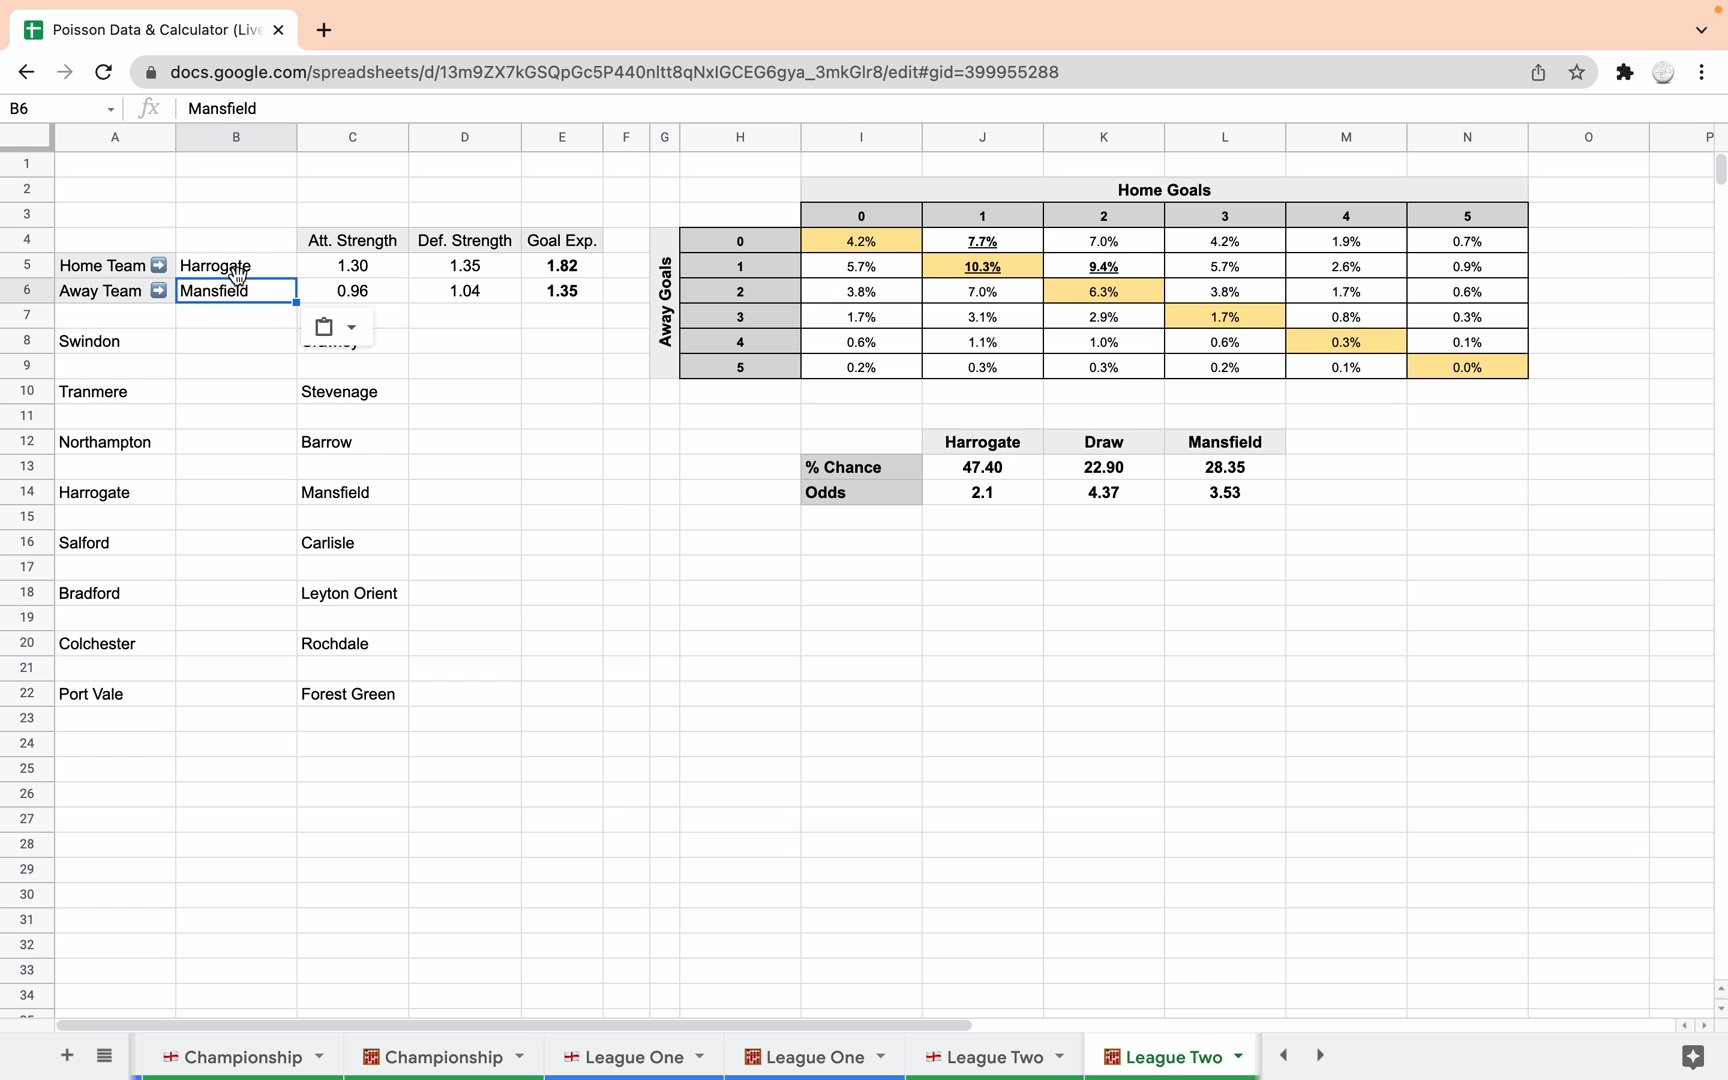 Poisson Data & Calculator (Live
docs.google.com/spreadsheets/d/13m9ZX7kGSQpGc5P440nltt8qNxIGCEG6gya_3mkGlr8/edit#gid=399955288
B6 fx Mansfield
A B C D E F G H I J K L M N O P
1
2 Home Goals
3 0 1 2 3 4 5
4 Att. Strength Def. Strength Goal Exp. 0 4.2% 7.7% 7.0% 4.2% 1.9% 0.7%
5 Home Team Harrogate 1.30 1.35 1.82 1 5.7% 10.3% 9.4% 5.7% 2.6% 0.9%
6 Away Team Mansfield 0.96 1.04 1.35 2 3.8% 7.0% 6.3% 3.8% 1.7% 0.6%
Away Goals
7 3 1.7% 3.1% 2.9% 1.7% 0.8% 0.3%
8 Swindon 4 0.6% 1.1% 1.0% 0.6% 0.3% 0.1%
9 5 0.2% 0.3% 0.3% 0.2% 0.1% 0.0%
10 Tranmere Stevenage
11
12 Northampton Barrow Harrogate Draw Mansfield
13 % Chance 47.40 22.90 28.35
14 Harrogate Mansfield Odds 2.1 4.37 3.53
15
16 Salford Carlisle
17
18 Bradford Leyton Orient
19
20 Colchester Rochdale
21
22 Port Vale Forest Green
23
24
25
26
27
28
29
30
31
32
33
34
Championship Championship League One League One League Two League Two